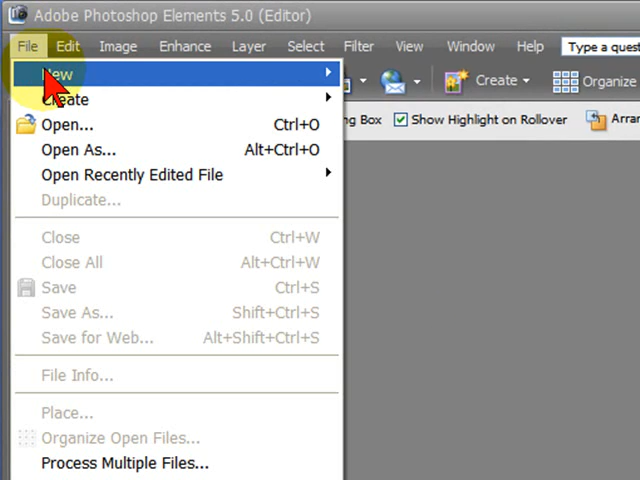 Adobe Photoshop Elements 5.0 (Editor)
File Edit Image Enhance Layer Select Filter View Window Help Type a quest
New
Create
Create Organize
Open... Ctrl+O
ng Box Show Highlight on Rollover Arran
Open As... Alt+Ctrl+O
Open Recently Edited File
Duplicate...
Close Ctrl+W
Close All Alt+Ctrl+W
Save Ctrl+S
Save As... Shift+Ctrl+S
Save for Web... Alt+Shift+Ctrl+S
File Info...
Place...
Organize Open Files...
Process Multiple Files...